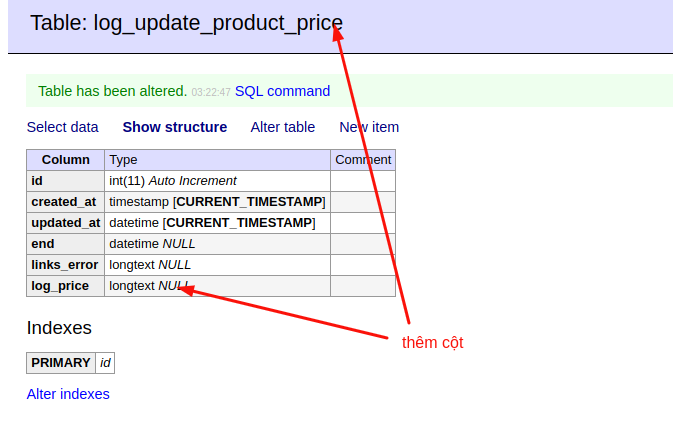 Table: log_update_product_price
Table has been altered. 03:22:47 SQL command
Select data Show structure Alter table New item
Column Type Comment
id int(11) Auto Increment
created_at timestamp [CURRENT_TIMESTAMP]
updated_at datetime [CURRENT_TIMESTAMP]
end datetime NULL
links_error longtext NULL
log_price longtext NULL
thêm cột
Indexes
PRIMARY id
Alter indexes